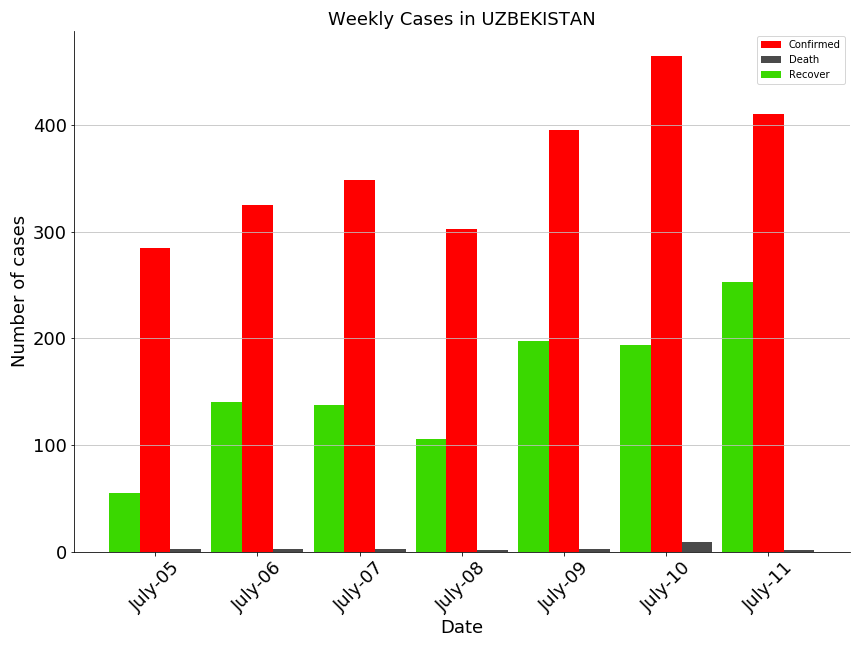 Weekly Cases in UZBEKISTAN
Confirmed
Death
Recover
Number of cases
400
300
200
100
0
July-05
July-06
July-07
July-08
July-09
July-10
July-11
Date